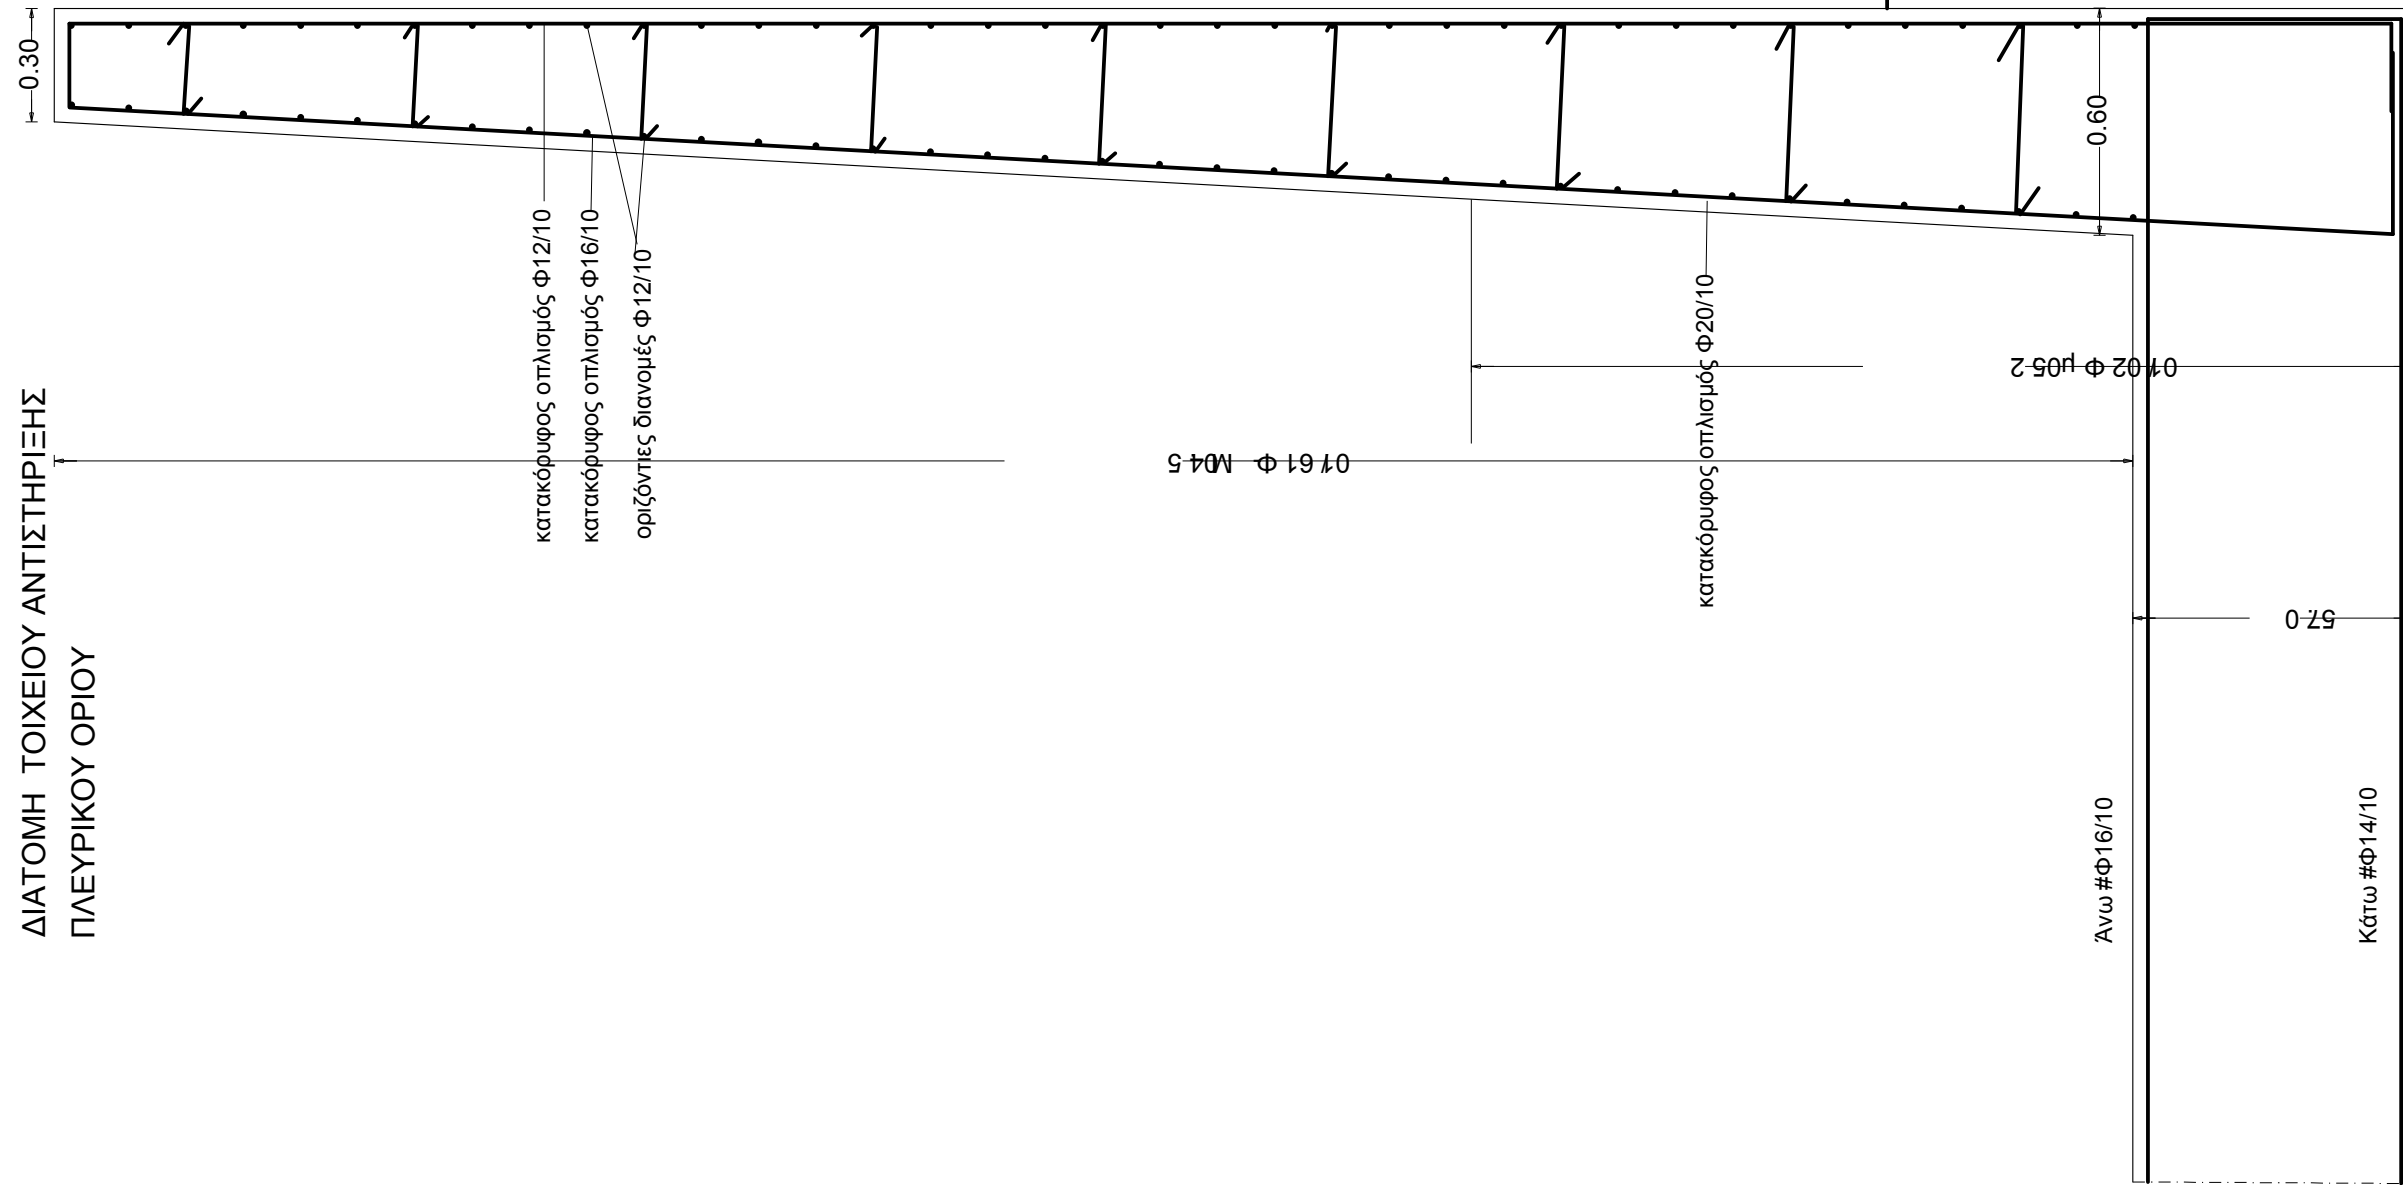 ΔΙΑΤΟΜΗ ΤΟΙΧΕΙΟΥ ΑΝΤΙΣΤΗΡΙΞΗΣ
ΠΛΕΥΡΙΚΟΥ ΟΡΙΟΥ
0.30
κατακόρυφος οπλισμός Φ12/10
κατακόρυφος οπλισμός Φ16/10
οριζόντιες διανομές Φ12/10
κατακόρυφος οπλισμός Φ20/10
0.60
Άνω #Φ16/10
Κάτω #Φ14/10